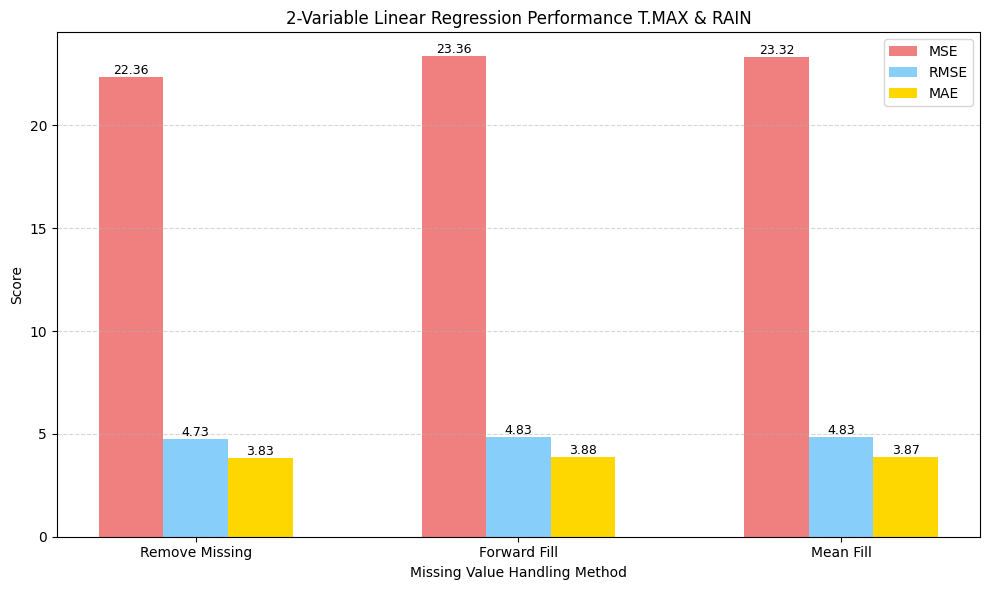 2-Variable Linear Regression Performance T.MAX & RAIN
MSE
RMSE
MAE
Score
20
15
10
5
0
22.36
4.73
3.83
23.36
4.83
3.88
23.32
4.83
3.87
Remove Missing
Forward Fill
Mean Fill
Missing Value Handling Method